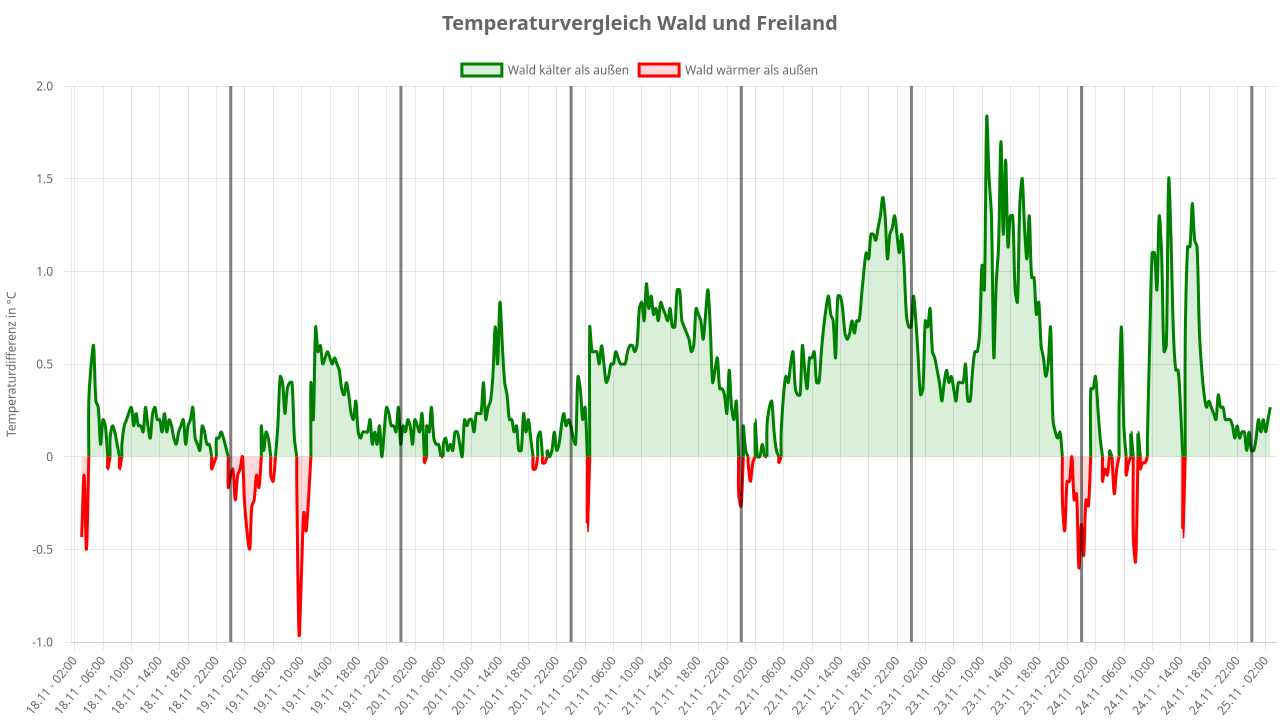 Temperaturvergleich Wald und Freiland
Wald kälter als außen Wald wärmer als außen
Temperaturdifferenz in °C
2.0
1.5
1.0
0.5
0
-0.5
-1.0
18.11 - 02:00
18.11 - 06:00
18.11 - 10:00
18.11 - 14:00
18.11 - 18:00
18.11 - 22:00
19.11 - 02:00
19.11 - 06:00
19.11 - 10:00
19.11 - 14:00
19.11 - 18:00
19.11 - 22:00
20.11 - 02:00
20.11 - 06:00
20.11 - 10:00
20.11 - 14:00
20.11 - 18:00
20.11 - 22:00
21.11 - 02:00
21.11 - 06:00
21.11 - 10:00
21.11 - 14:00
21.11 - 18:00
21.11 - 22:00
22.11 - 02:00
22.11 - 06:00
22.11 - 10:00
22.11 - 14:00
22.11 - 18:00
22.11 - 22:00
23.11 - 02:00
23.11 - 06:00
23.11 - 10:00
23.11 - 14:00
23.11 - 18:00
23.11 - 22:00
24.11 - 02:00
24.11 - 06:00
24.11 - 10:00
24.11 - 14:00
24.11 - 18:00
24.11 - 22:00
25.11 - 02:00